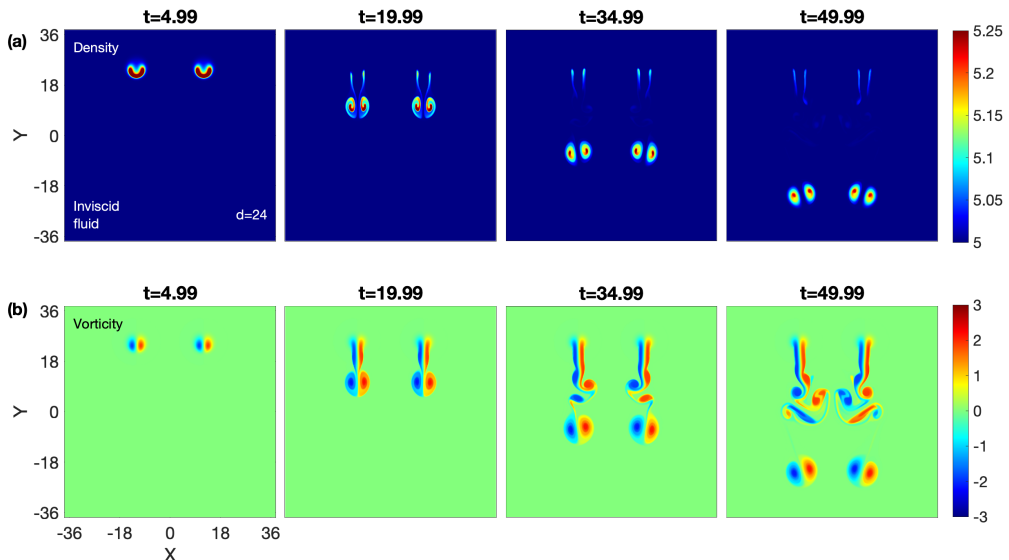 t=4.99 t=19.99 t=34.99 t=49.99
(a)
36
18
0
-18
-36
Y
Density
Inviscid
fluid
d=24
5.25
5.2
5.15
5.1
5.05
5
t=4.99 t=19.99 t=34.99 t=49.99
(b)
36
18
0
-18
-36
Y
Vorticity
3
2
1
0
-1
-2
-3
-36 -18 0 18 36
X